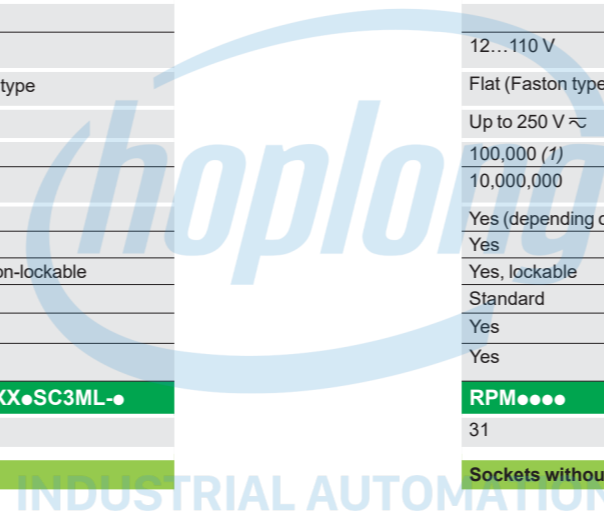 12…110 V
type
Flat (Faston type
Up to 250 V
100,000 (1)
10,000,000
Yes (depending
Yes
on-lockable
Yes, lockable
Standard
Yes
Yes
XX●SC3ML-●
RPM●●●●
31
Sockets withou
hoplong
INDUSTRIAL AUTOMATION